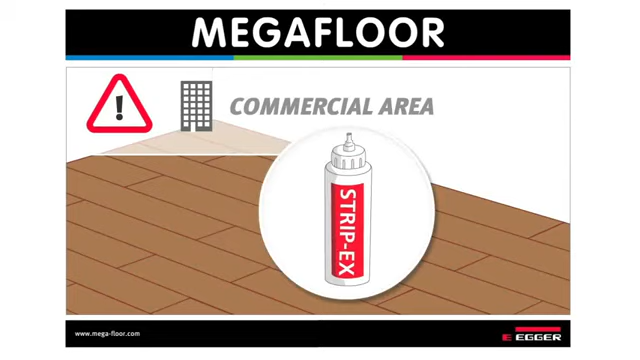 MEGAFLOOR
!
COMMERCIAL AREA
STRIP-EX
www.mega-floor.com
E EGGER